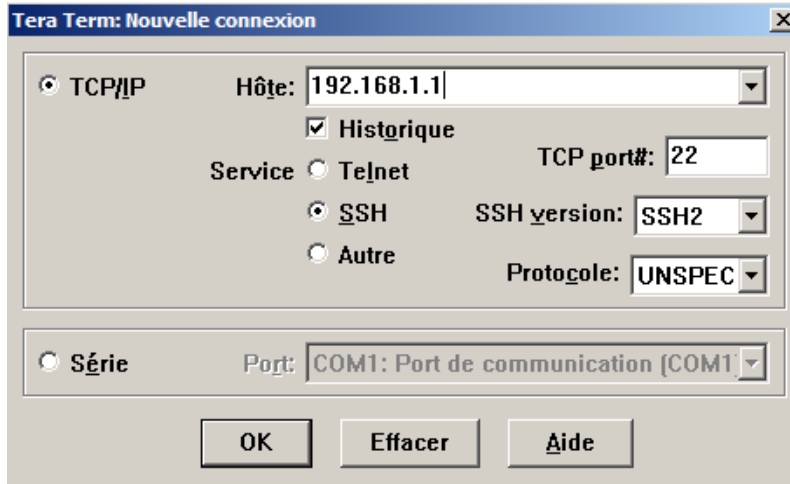 Tera Term: Nouvelle connexion
TCP/IP Hôte: 192.168.1.1
Historique
Service Telnet TCP port#: 22
SSH SSH version: SSH2
Autre Protocole: UNSPEC
Série Port: COM1: Port de communication (COM1)
OK Effacer Aide